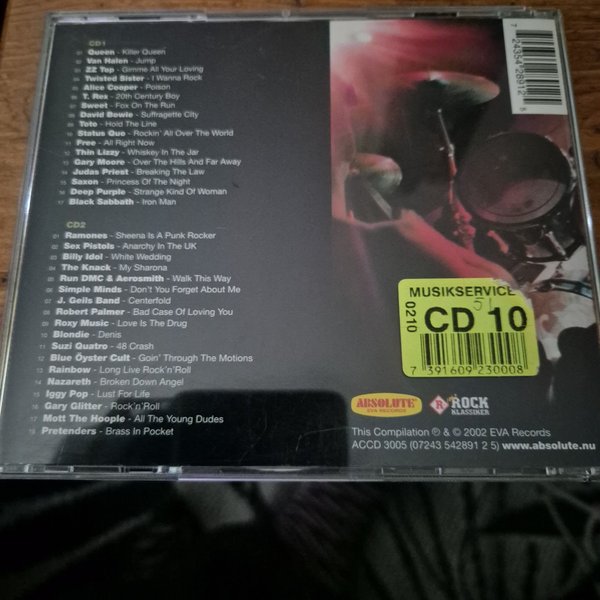 CD1
01 Queen - Killer Queen
02 Van Halen - Jump
03 ZZ Top - Gimme All Your Loving
04 Twisted Sister - I Wanna Rock
05 Alice Cooper - Poison
06 T. Rex - 20th Century Boy
07 Sweet - Fox On The Run
08 David Bowie - Suffragette City
09 Toto - Hold The Line
10 Status Quo - Rockin' All Over The World
11 Free - All Right Now
12 Thin Lizzy - Whiskey In The Jar
13 Gary Moore - Over The Hills And Far Away
14 Judas Priest - Breaking The Law
15 Saxon - Princess Of The Night
16 Deep Purple - Strange Kind Of Woman
17 Black Sabbath - Iron Man
CD2
01 Ramones - Sheena Is A Punk Rocker
02 Sex Pistols - Anarchy In The UK
03 Billy Idol - White Wedding
04 The Knack - My Sharona
05 Run DMC & Aerosmith - Walk This Way
06 Simple Minds - Don't You Forget About Me
07 J. Geils Band - Centerfold
08 Robert Palmer - Bad Case Of Loving You
09 Roxy Music - Love Is The Drug
10 Blondie - Denis
11 Suzi Quatro - 48 Crash
12 Blue Öyster Cult - Goin' Through The Motions
13 Rainbow - Long Live Rock'n'Roll
14 Nazareth - Broken Down Angel
15 Iggy Pop - Lust For Life
16 Gary Glitter - Rock'n'Roll
17 Mott The Hoople - All The Young Dudes
18 Pretenders - Brass In Pocket
7 24354 28912 5
MUSIKSERVICE
51
0210
CD 10
7 391609 230008
ABSOLUTE
EVA RECORDS
R ROCK
KLASSIKER
This Compilation ℗ & © 2002 EVA Records
ACCD 3005 (07243 542891 2 5) www.absolute.nu